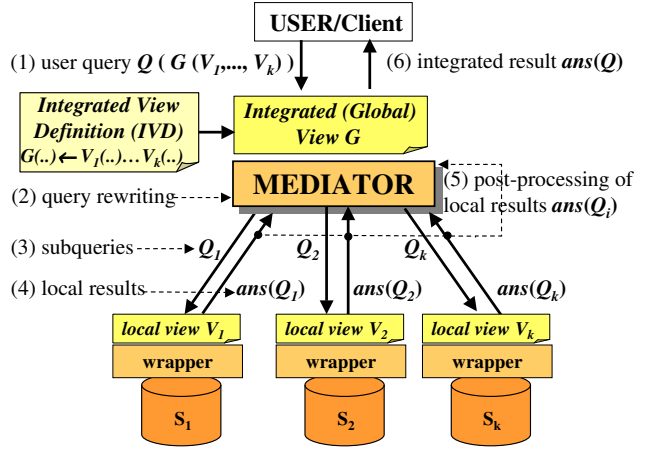 USER/Client
(1) user query Q ( G (V1,..., Vk) )
(6) integrated result ans(Q)
Integrated View
Definition (IVD)
G(..) ← V1(..)…Vk(..)
Integrated (Global)
View G
MEDIATOR
(2) query rewriting
(5) post-processing of
local results ans(Qi)
(3) subqueries
Q1
Q2
Qk
(4) local results
ans(Q1)
ans(Q2)
ans(Qk)
local view V1
local view V2
local view Vk
wrapper
wrapper
wrapper
S1
S2
Sk